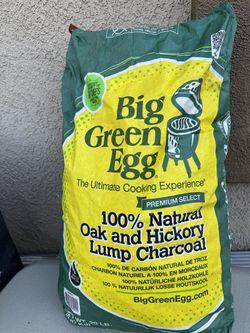 Big
Green
Egg®
The Ultimate Cooking Experience®
PREMIUM SELECT
100% Natural
Oak and Hickory
Lump Charcoal
100% DE CARBÓN NATURAL DE TROZ
CHARBON NATUREL A 100% EN MORCEAUX
100% NATÜRLICHE HOLZKOHLE
100 % NATUURLIJK LOSSE HOUTSKOOL
BigGreenEgg.com